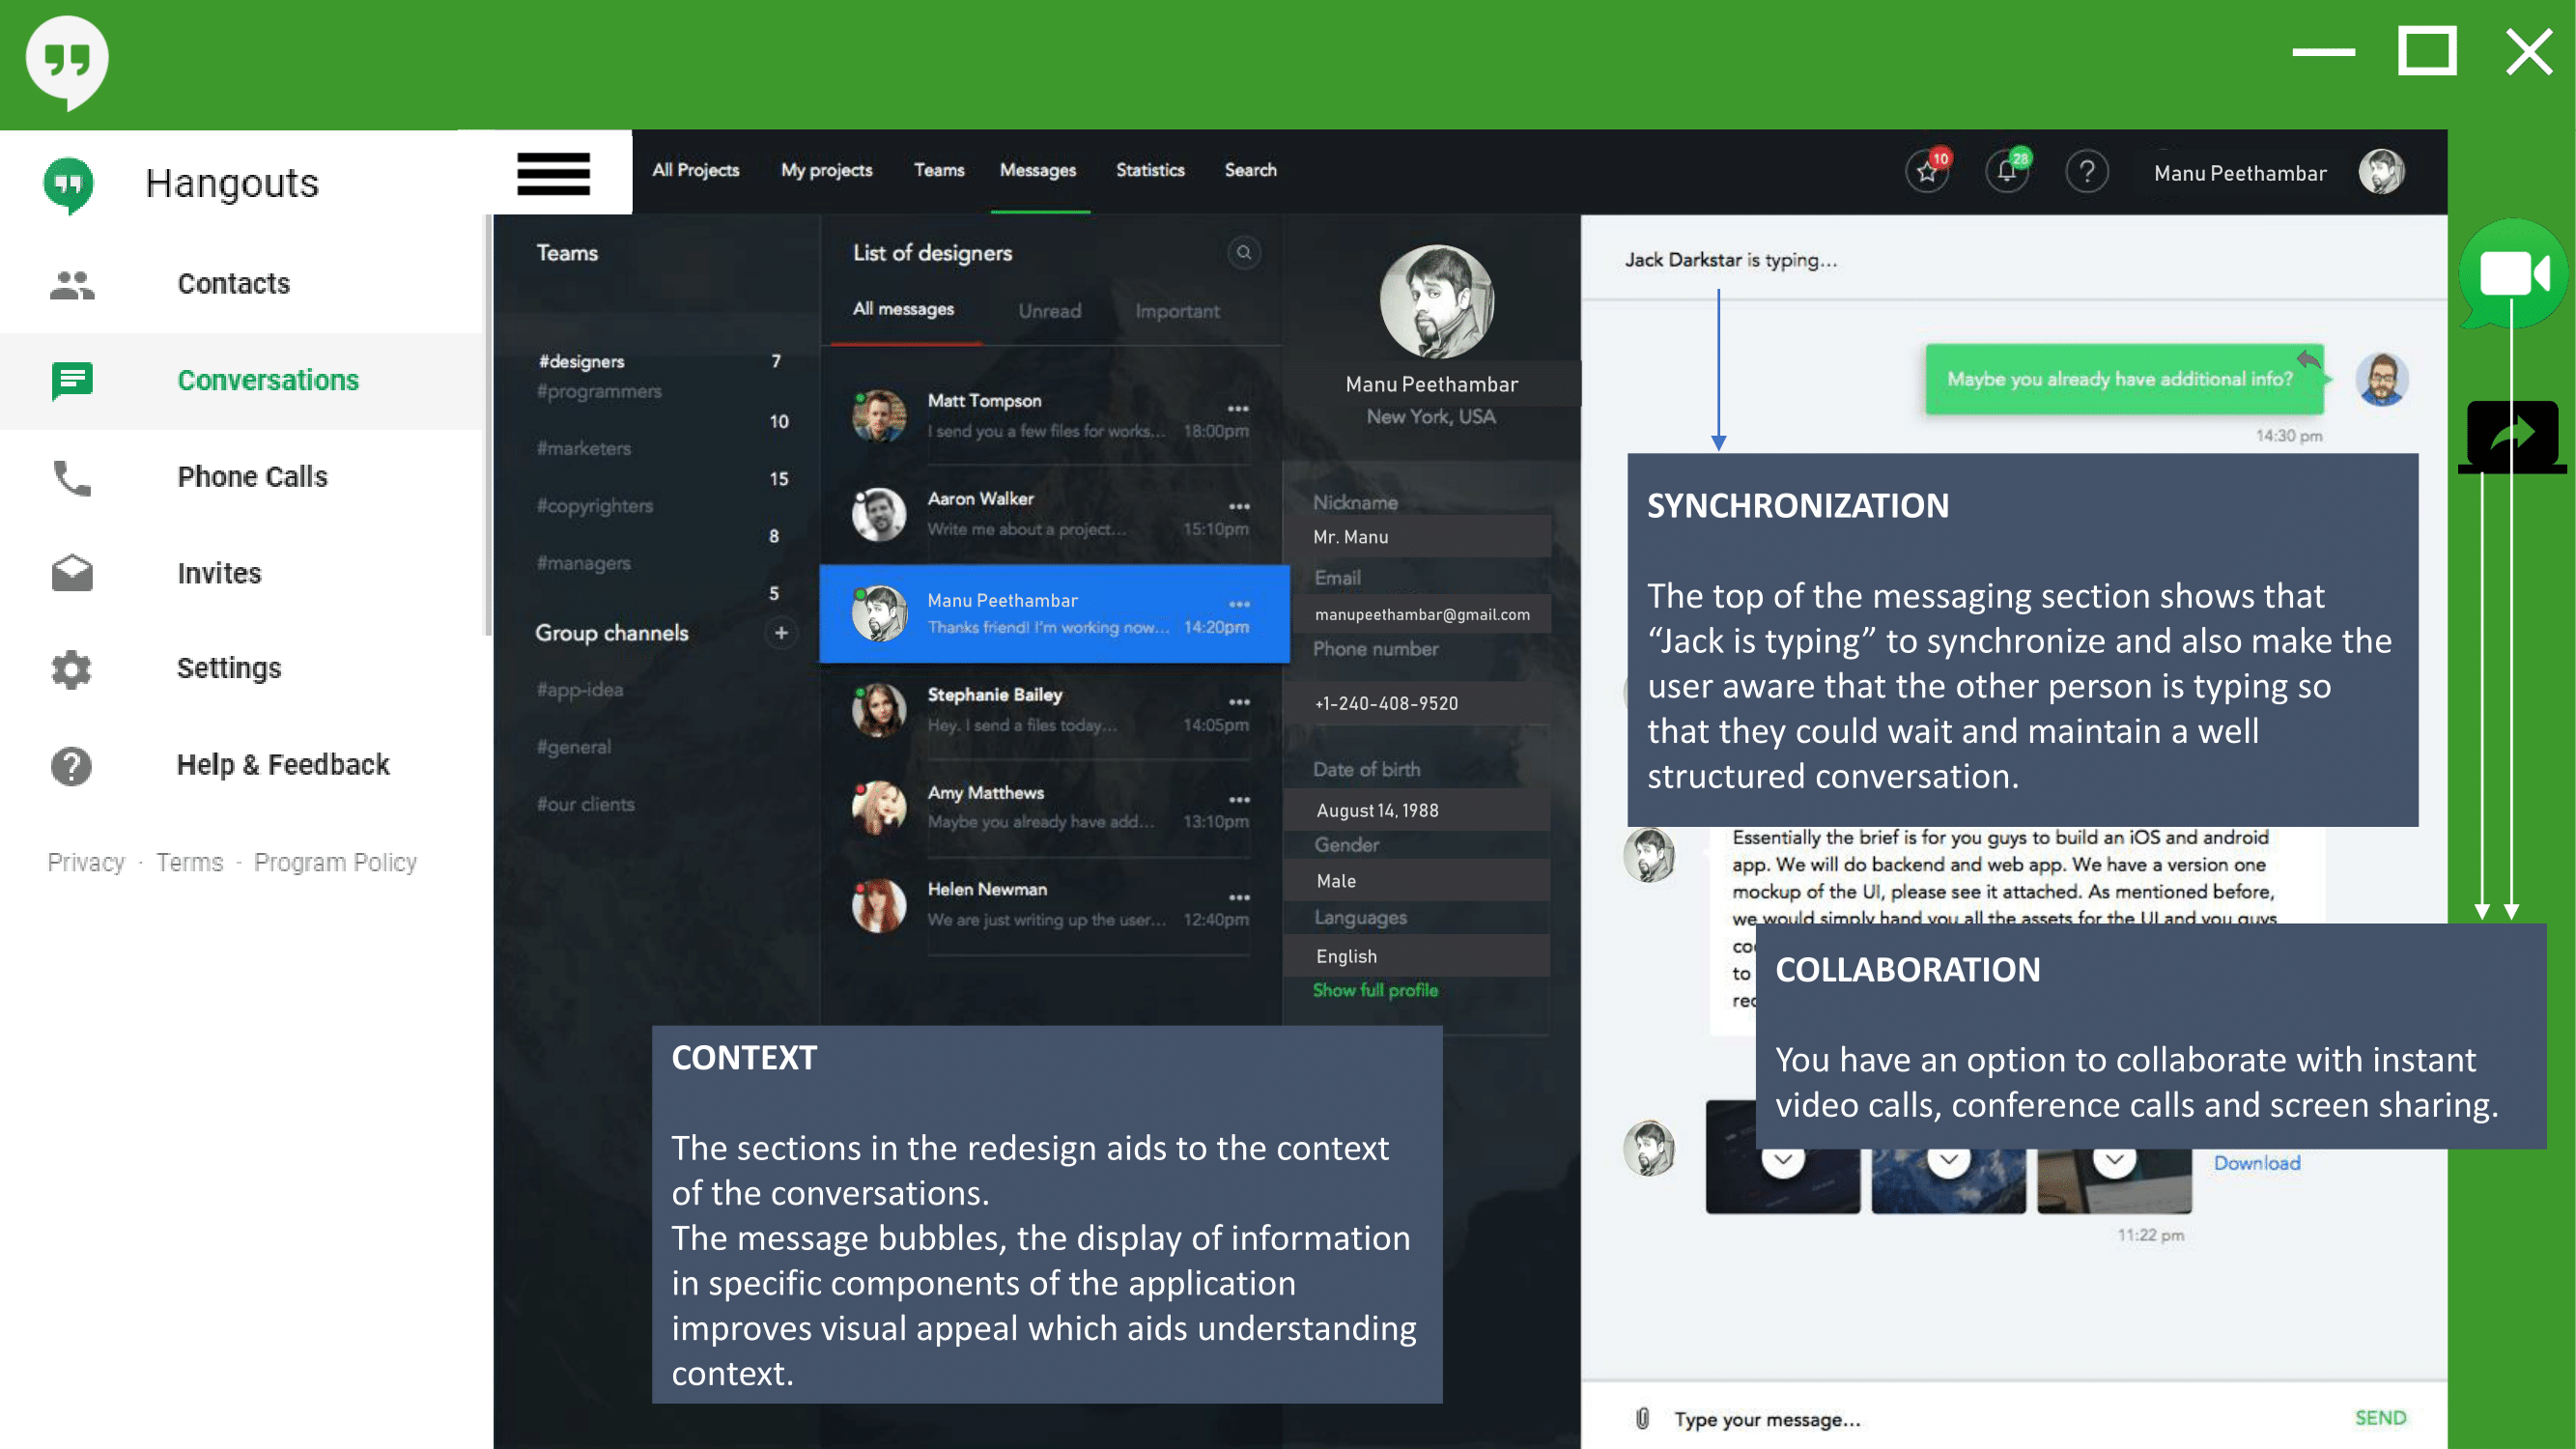 Hangouts
Contacts
Conversations
Phone Calls
Invites
Settings
Help & Feedback
Privacy · Terms - Program Policy
All Projects My projects Teams Messages Statistics Search
10
28
?
Manu Peethambar
Teams
#designers 7
#programmers
10
#marketers
15
#copyrighters
8
#managers
5
Group channels +
#app-idea
#general
#our clients
List of designers
All messages Unread Important
Matt Tompson
I send you a few files for works... 18:00pm
Aaron Walker
Write me about a project... 15:10pm
Manu Peethambar
Thanks friend! I'm working now... 14:20pm
Stephanie Bailey
Hey. I send a files today... 14:05pm
Amy Matthews
Maybe you already have add... 13:10pm
Helen Newman
We are just writing up the user... 12:40pm
Manu Peethambar
New York, USA
Nickname
Mr. Manu
Email
manupeethambar@gmail.com
Phone number
+1-240-408-9520
Date of birth
August 14, 1988
Gender
Male
Languages
English
Show full profile
CONTEXT
The sections in the redesign aids to the context
of the conversations.
The message bubbles, the display of information
in specific components of the application
improves visual appeal which aids understanding
context.
Jack Darkstar is typing...
Maybe you already have additional info?
14:30 pm
SYNCHRONIZATION
The top of the messaging section shows that
“Jack is typing” to synchronize and also make the
user aware that the other person is typing so
that they could wait and maintain a well
structured conversation.
Essentially the brief is for you guys to build an iOS and android
app. We will do backend and web app. We have a version one
mockup of the UI, please see it attached. As mentioned before,
we would simply hand you all the assets for the UI and you guys
to
COLLABORATION
You have an option to collaborate with instant
video calls, conference calls and screen sharing.
Download
11:22 pm
Type your message...
SEND